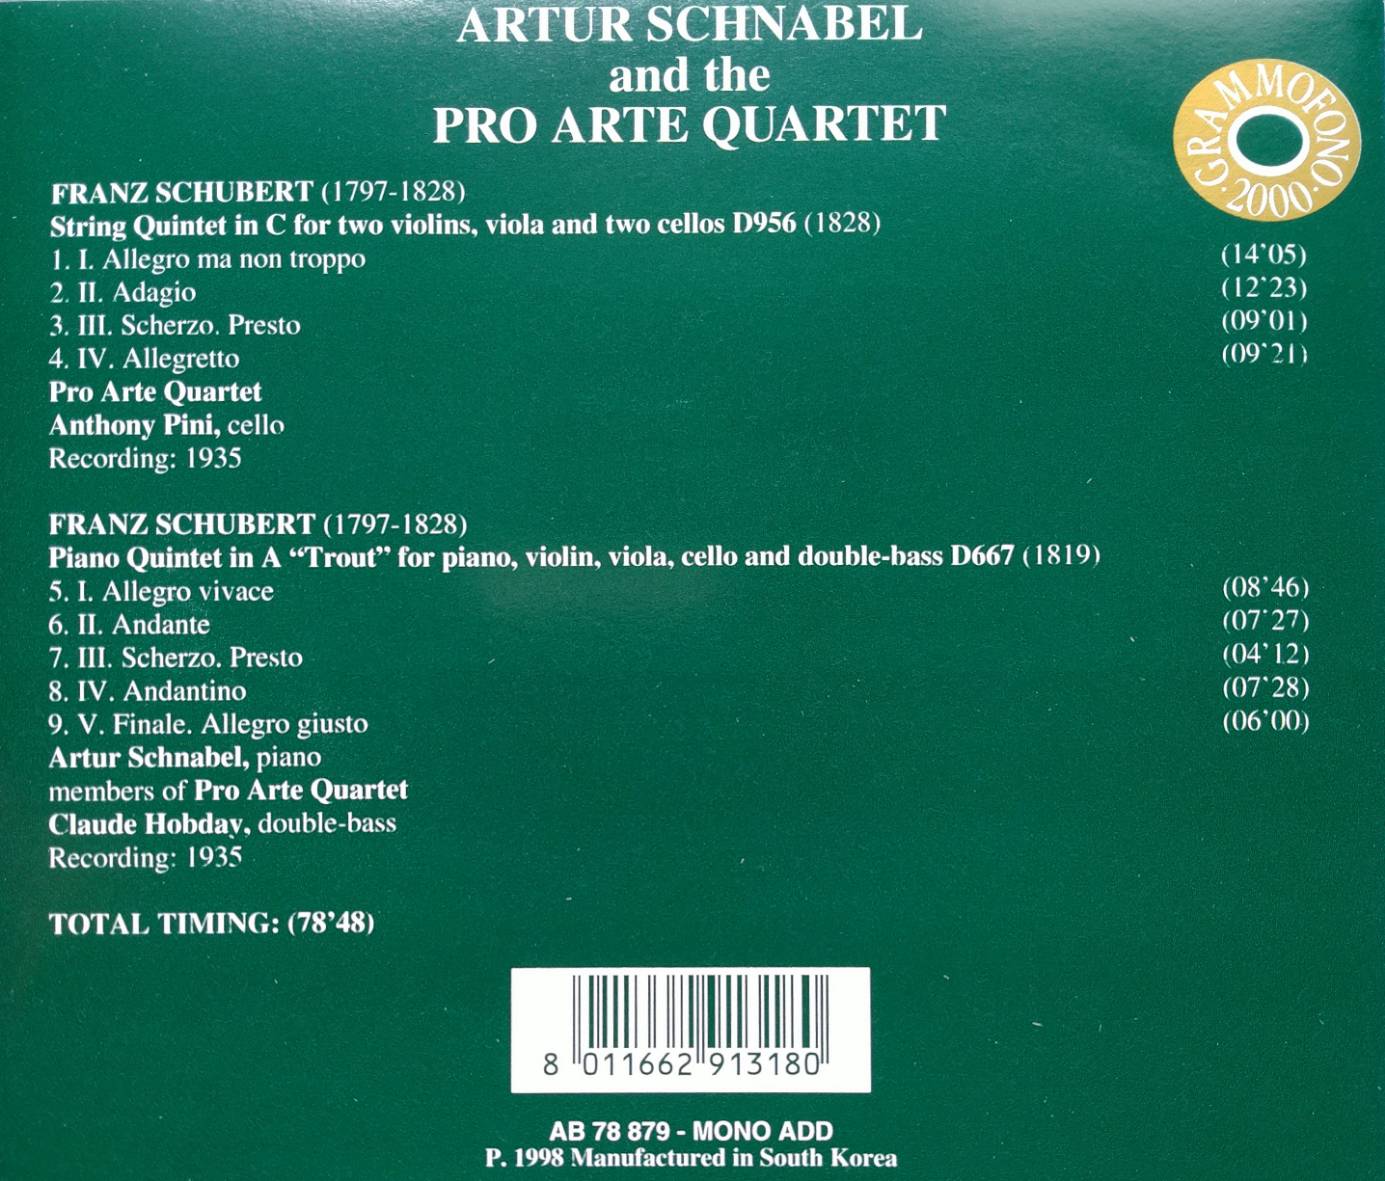 ARTUR SCHNABEL
and the
PRO ARTE QUARTET
GRAMMOFONO · 2000 ·
FRANZ SCHUBERT (1797-1828)
String Quintet in C for two violins, viola and two cellos D956 (1828)
1. I. Allegro ma non troppo (14'05)
2. II. Adagio (12'23)
3. III. Scherzo. Presto (09'01)
4. IV. Allegretto (09'21)
Pro Arte Quartet
Anthony Pini, cello
Recording: 1935
FRANZ SCHUBERT (1797-1828)
Piano Quintet in A “Trout” for piano, violin, viola, cello and double-bass D667 (1819)
5. I. Allegro vivace (08'46)
6. II. Andante (07'27)
7. III. Scherzo. Presto (04'12)
8. IV. Andantino (07'28)
9. V. Finale. Allegro giusto (06'00)
Artur Schnabel, piano
members of Pro Arte Quartet
Claude Hobday, double-bass
Recording: 1935
TOTAL TIMING: (78'48)
8 011662 913180
AB 78 879 - MONO ADD
P. 1998 Manufactured in South Korea